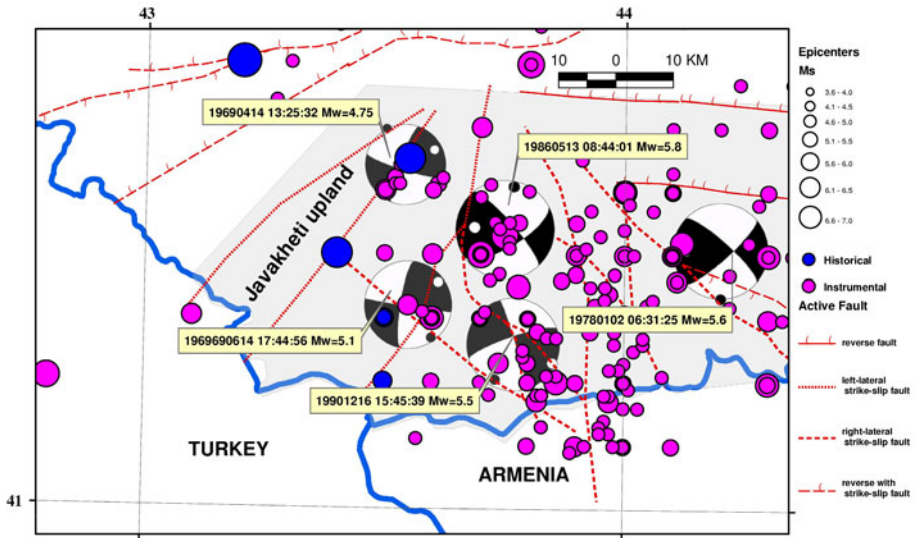 43
44
Epicenters
Ms
3.6 - 4.0
4.1 - 4.5
4.6 - 5.0
5.1 - 5.5
5.6 - 6.0
6.1 - 6.5
6.6 - 7.0
Historical
Instrumental
Active Fault
reverse fault
left-lateral
strike-slip fault
right-lateral
strike-slip fault
reverse with
strike-slip fault
10 0 10 KM
19690414 13:25:32 Mw=4.75
19860513 08:44:01 Mw=5.8
Javakheti upland
19780102 06:31:25 Mw=5.6
1969690614 17:44:56 Mw=5.1
19901216 15:45:39 Mw=5.5
TURKEY
ARMENIA
41